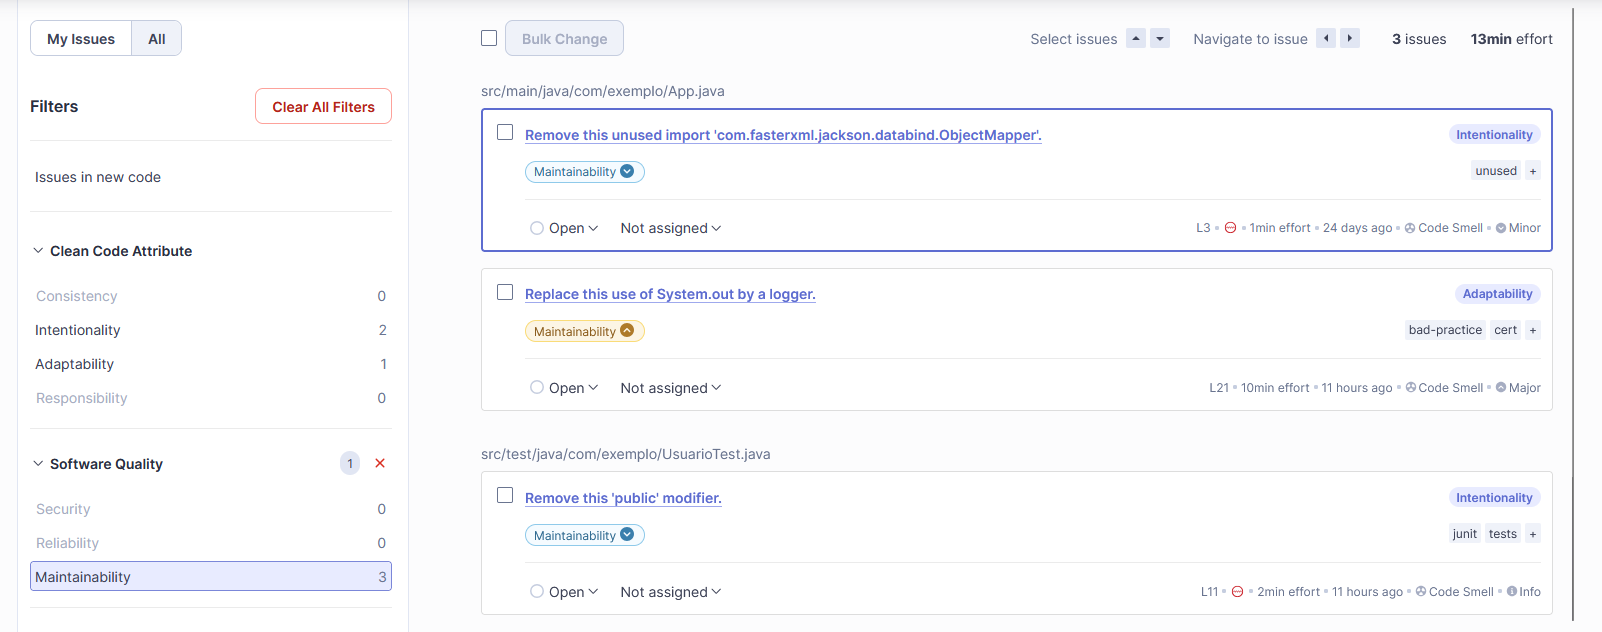 My Issues All
Filters Clear All Filters
Issues in new code
Clean Code Attribute
Consistency 0
Intentionality 2
Adaptability 1
Responsibility 0
Software Quality 1
Security 0
Reliability 0
Maintainability 3
Bulk Change Select issues Navigate to issue 3 issues 13min effort
src/main/java/com/exemplo/App.java
Remove this unused import 'com.fasterxml.jackson.databind.ObjectMapper'. Intentionality
Maintainability unused +
Open Not assigned L3 1min effort 24 days ago Code Smell Minor
Replace this use of System.out by a logger. Adaptability
Maintainability bad-practice cert +
Open Not assigned L21 10min effort 11 hours ago Code Smell Major
src/test/java/com/exemplo/UsuarioTest.java
Remove this 'public' modifier. Intentionality
Maintainability junit tests +
Open Not assigned L11 2min effort 11 hours ago Code Smell Info